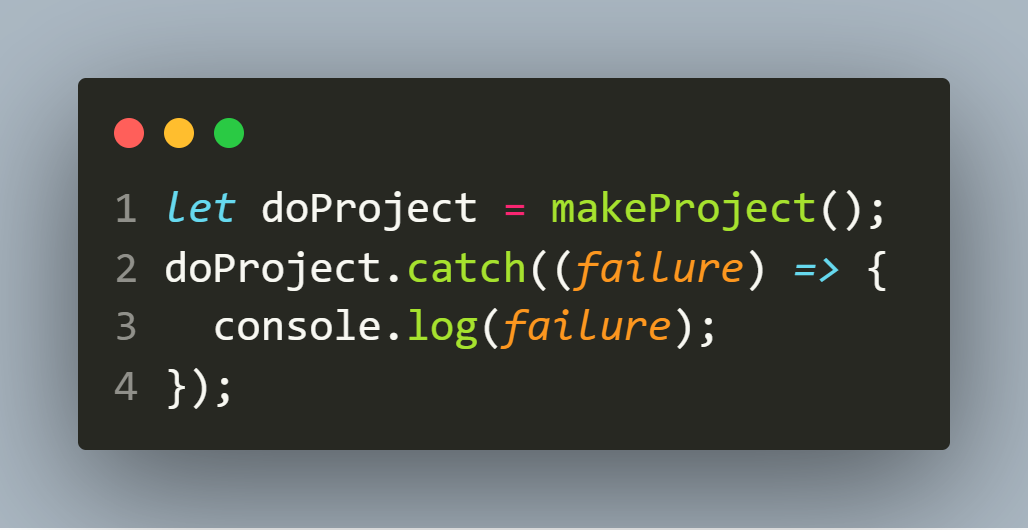 1 let doProject = makeProject();
2 doProject.catch((failure) => {
3   console.log(failure);
4 });